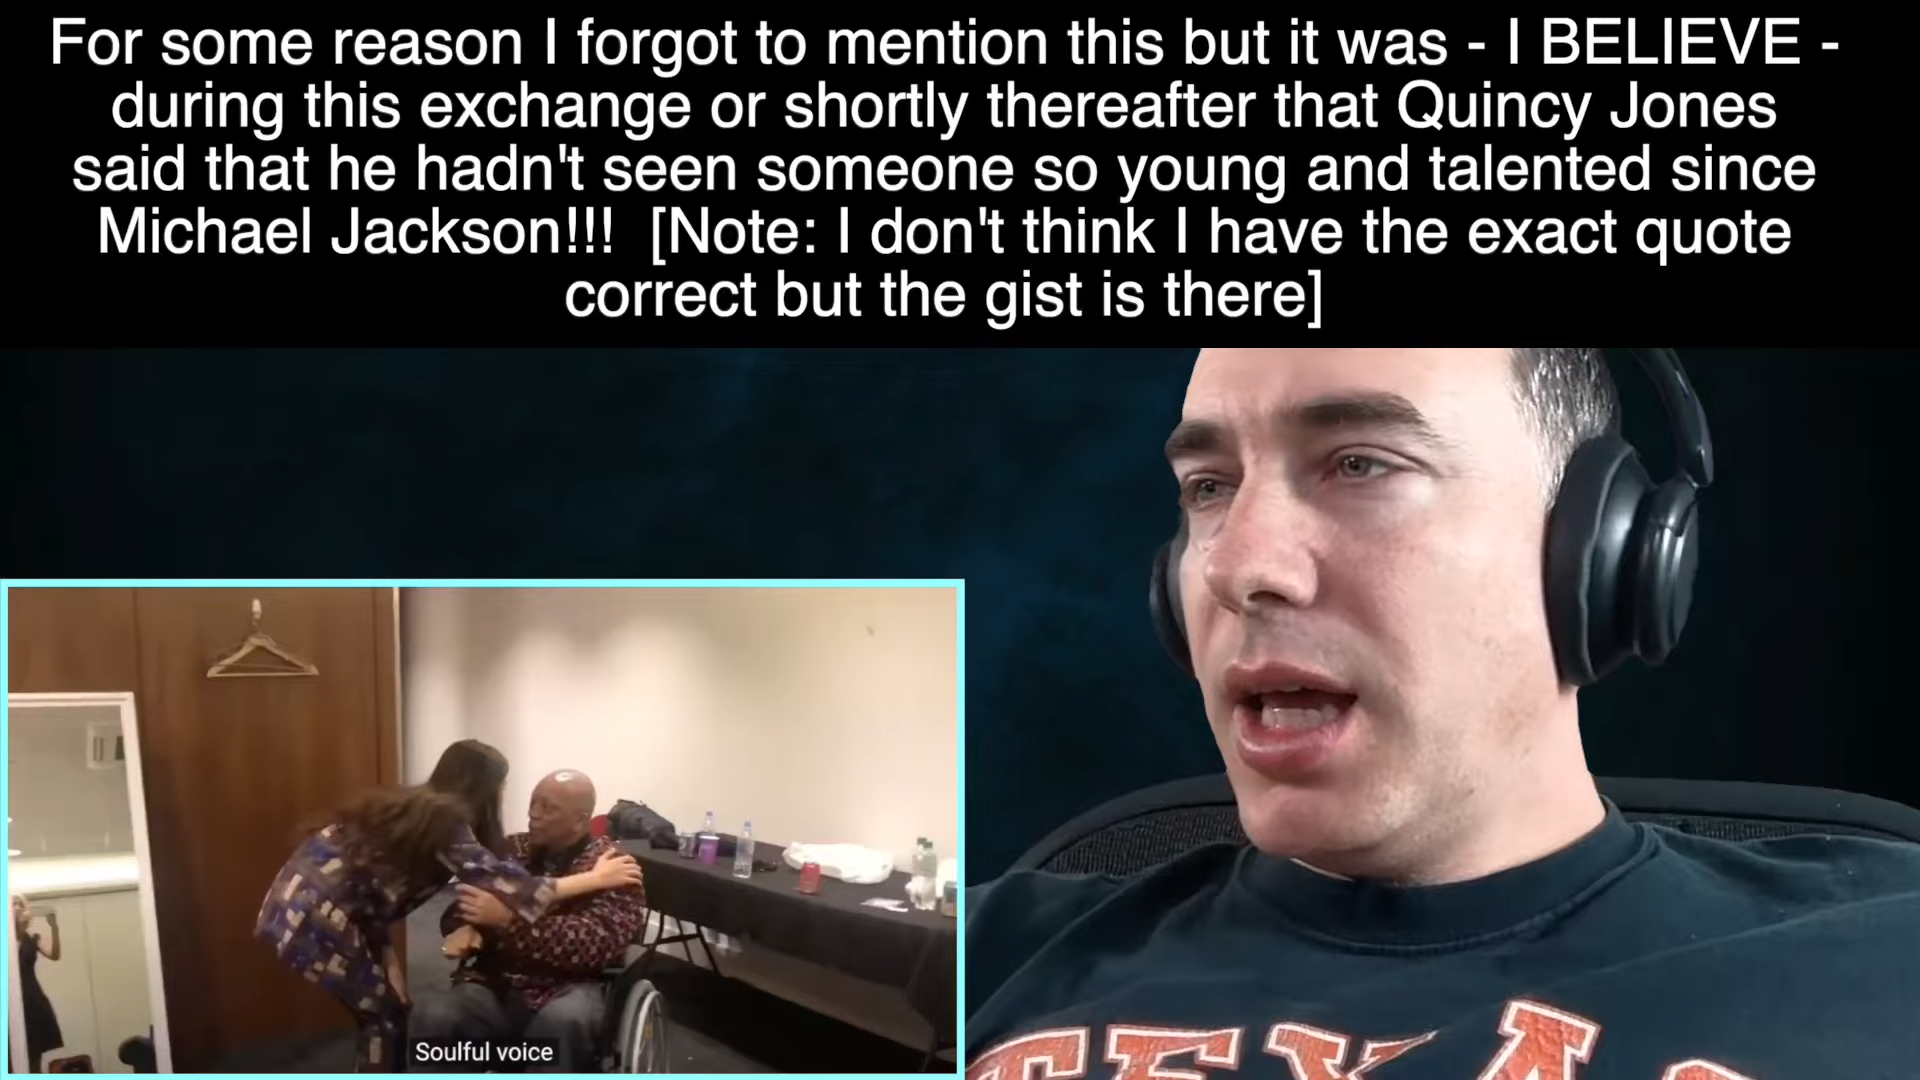 For some reason I forgot to mention this but it was - I BELIEVE -
during this exchange or shortly thereafter that Quincy Jones
said that he hadn't seen someone so young and talented since
Michael Jackson!!!  [Note: I don't think I have the exact quote
correct but the gist is there]
Soulful voice
TEXAS